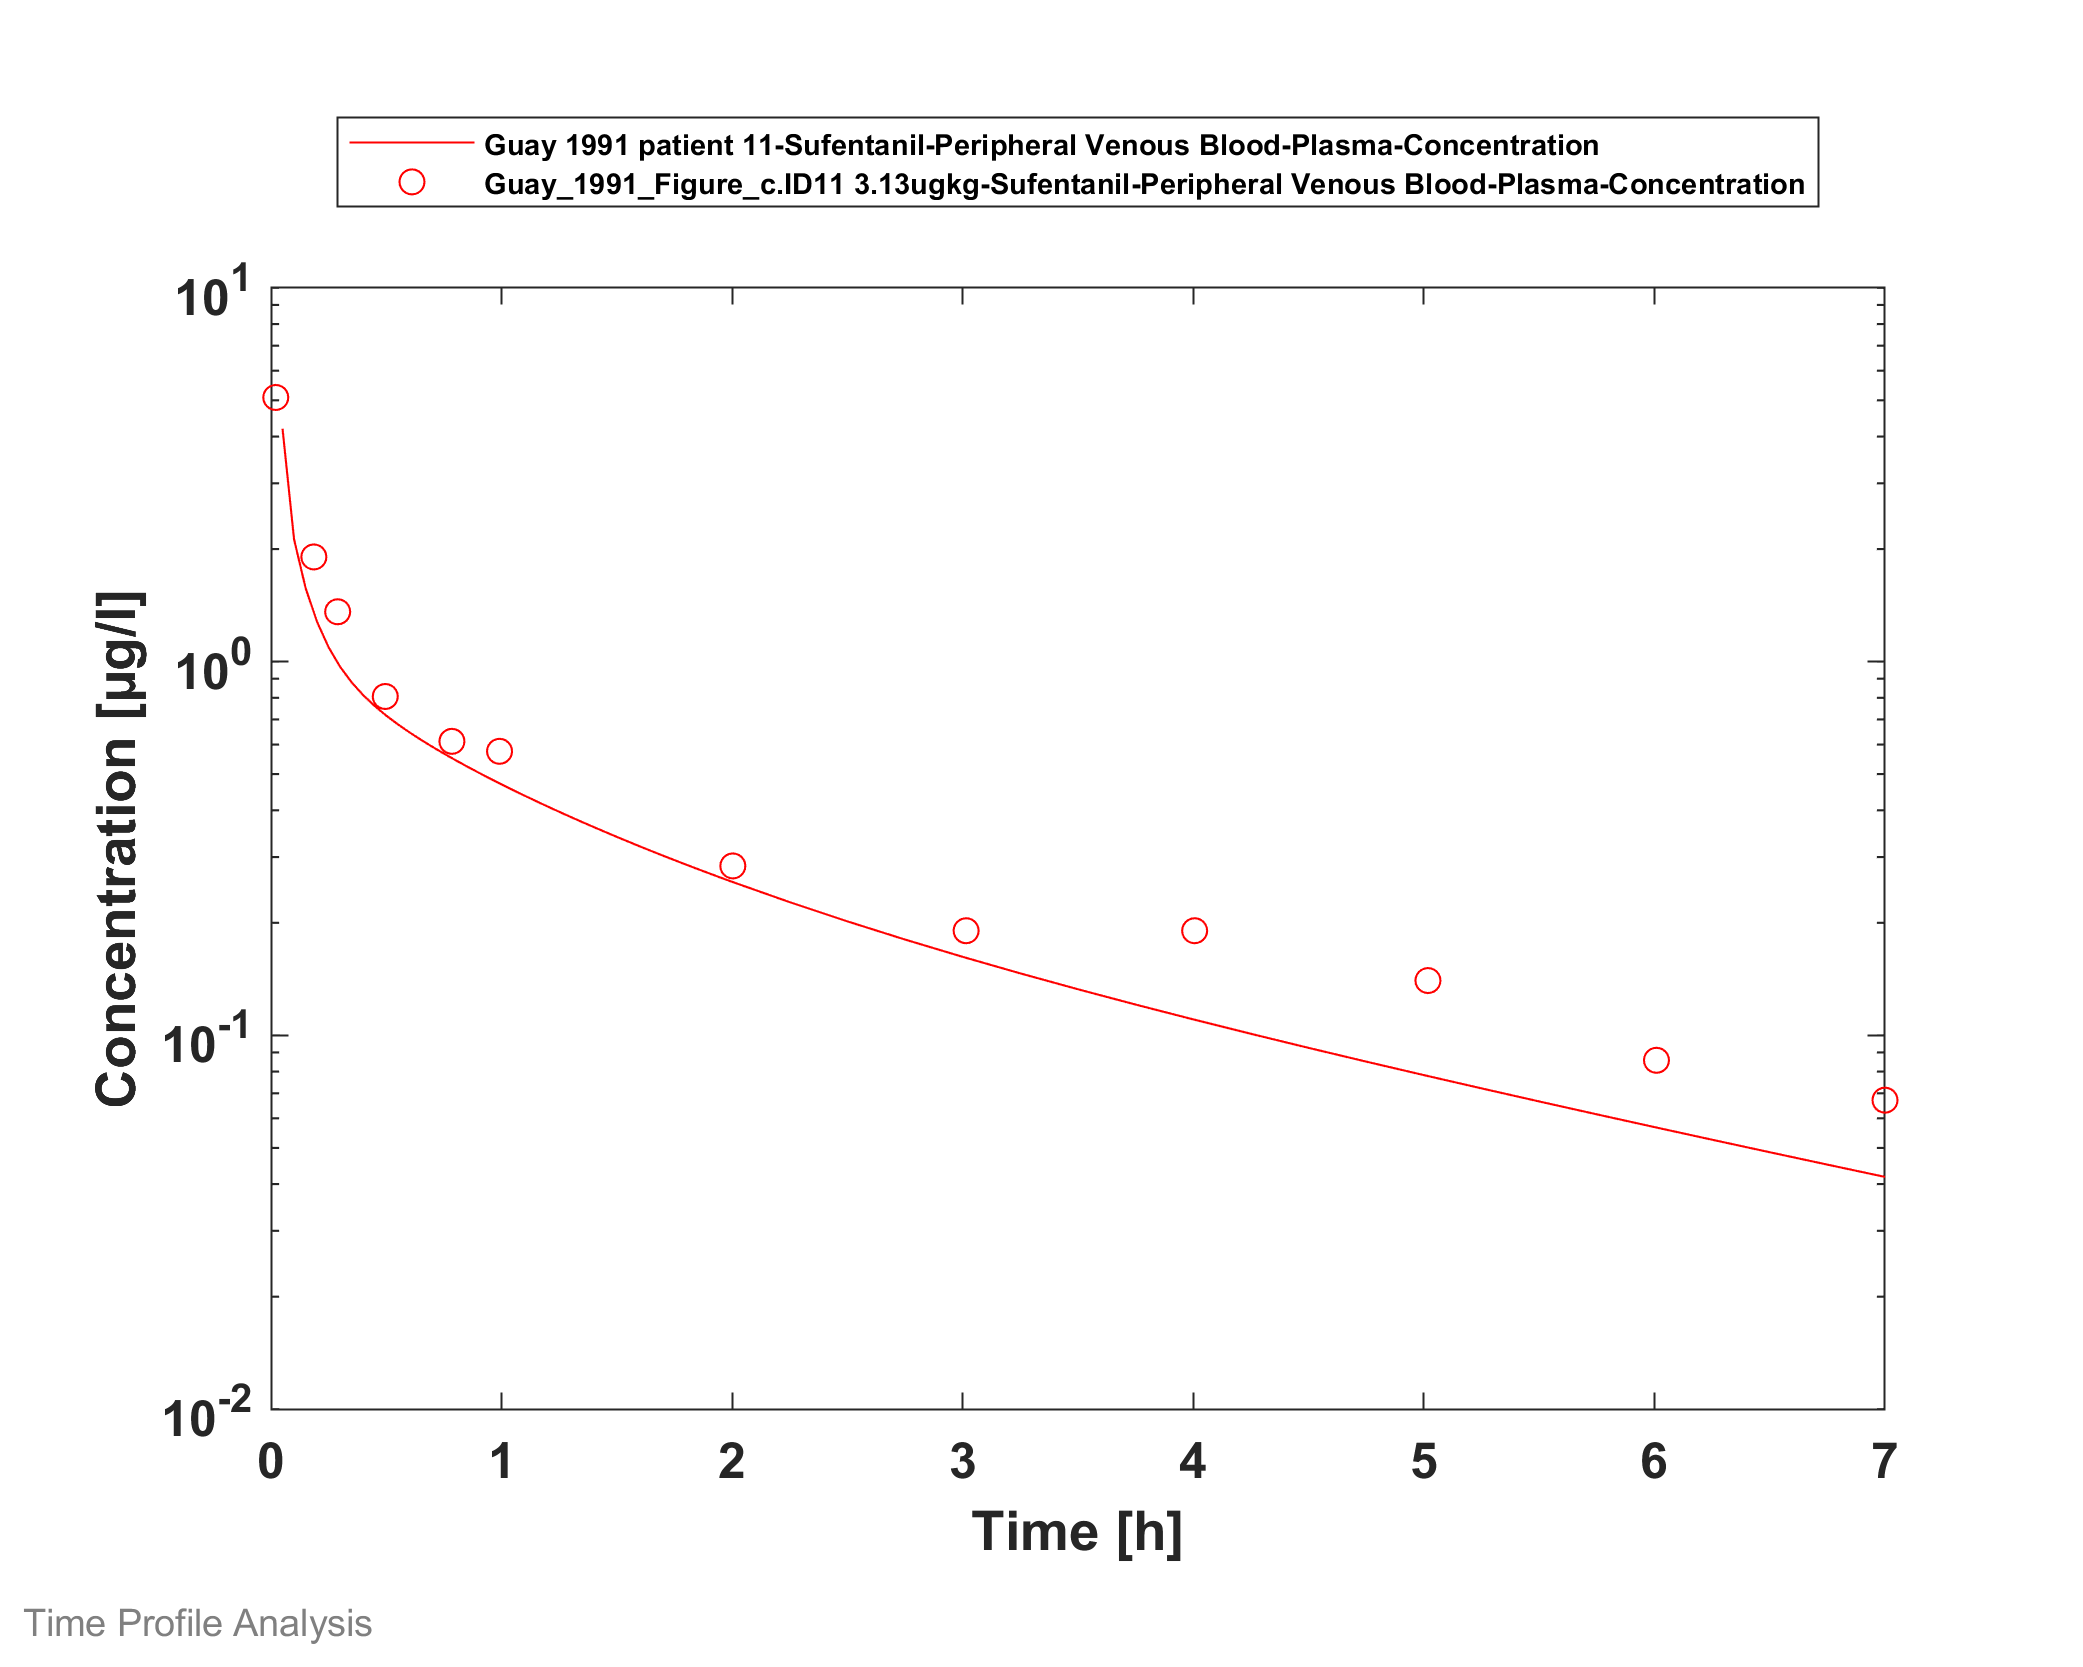 Guay 1991 patient 11-Sufentanil-Peripheral Venous Blood-Plasma-Concentration
Guay_1991_Figure_c.ID11 3.13ugkg-Sufentanil-Peripheral Venous Blood-Plasma-Concentration
10^1
10^0
10^-1
10^-2
Concentration [µg/l]
0 1 2 3 4 5 6 7
Time [h]
Time Profile Analysis